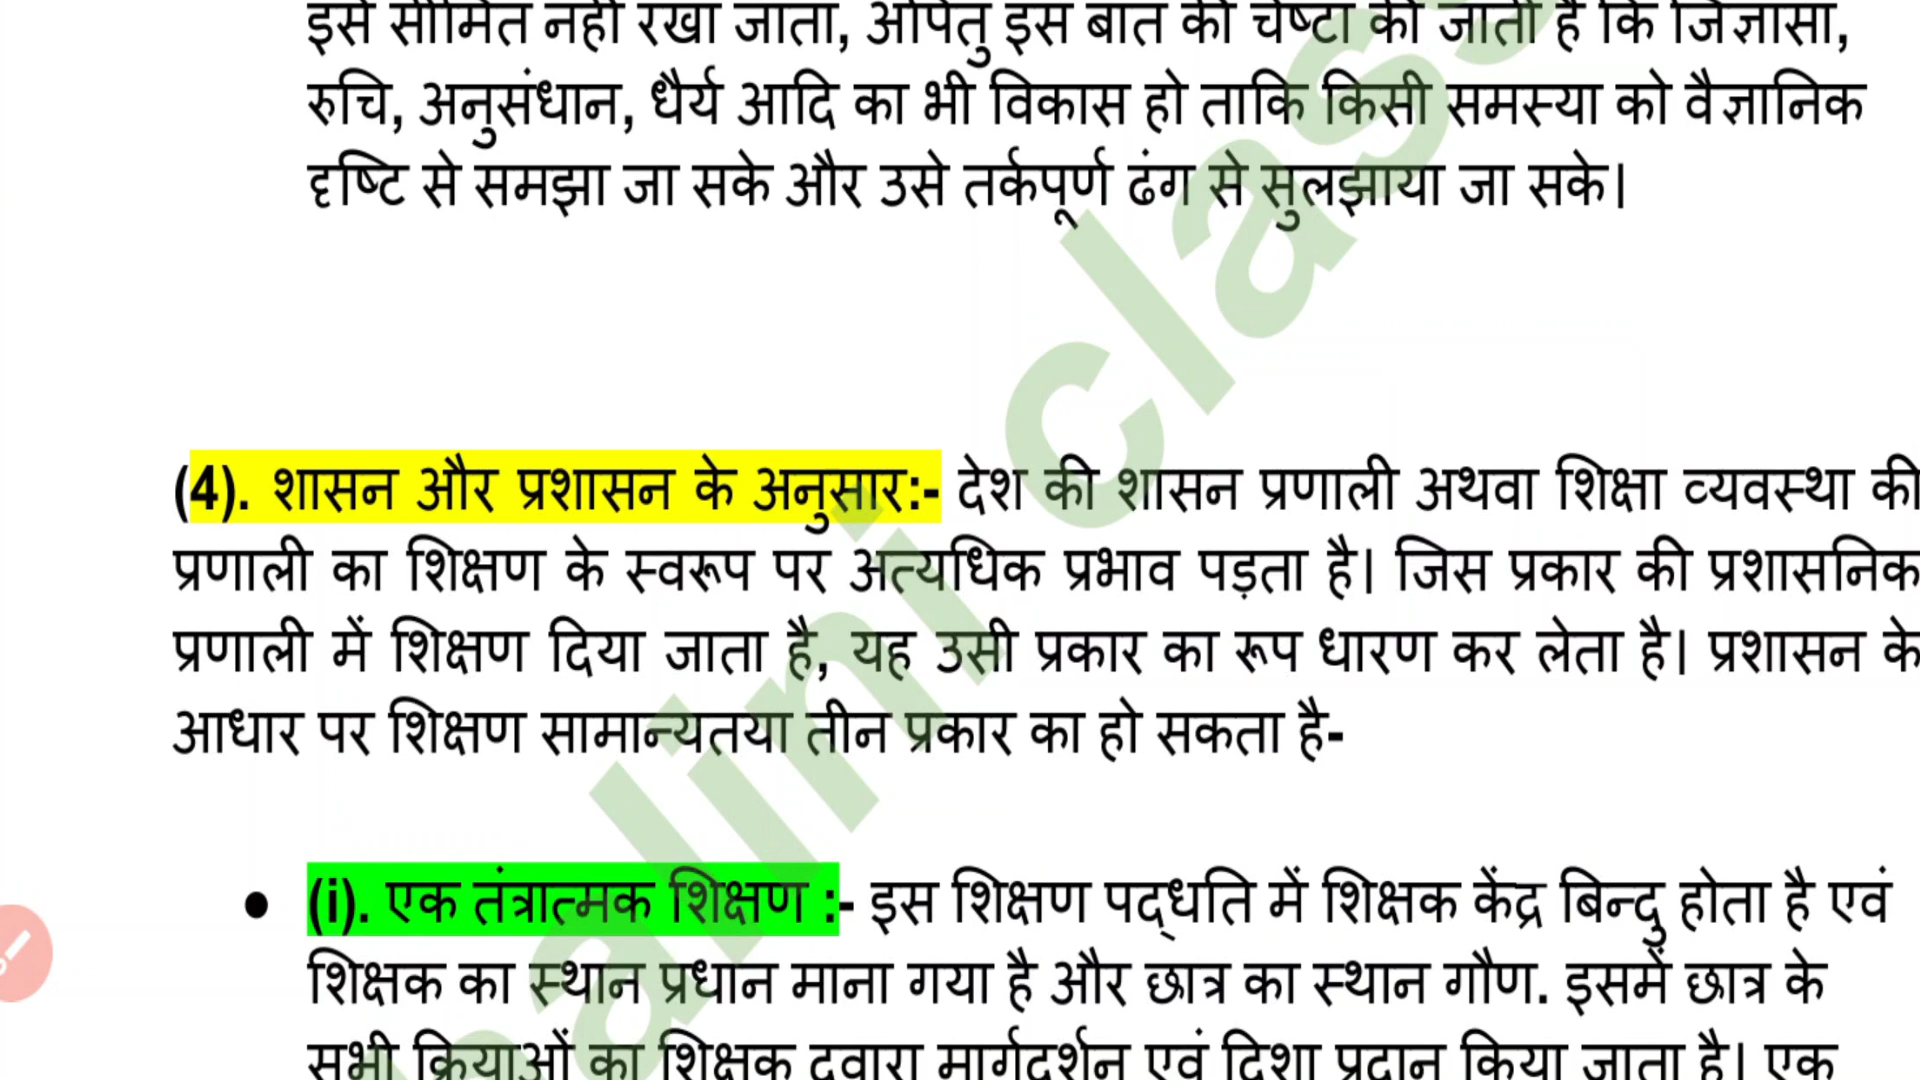 इसे सीमित नहीं रखा जाता, अपितु इस बात की चेष्टा की जाती है कि जिज्ञासा,
रुचि, अनुसंधान, धैर्य आदि का भी विकास हो ताकि किसी समस्या को वैज्ञानिक
दृष्टि से समझा जा सके और उसे तर्कपूर्ण ढंग से सुलझाया जा सके।
(4). शासन और प्रशासन के अनुसार:- देश की शासन प्रणाली अथवा शिक्षा व्यवस्था की
प्रणाली का शिक्षण के स्वरूप पर अत्यधिक प्रभाव पड़ता है। जिस प्रकार की प्रशासनिक
प्रणाली में शिक्षण दिया जाता है, यह उसी प्रकार का रूप धारण कर लेता है। प्रशासन के
आधार पर शिक्षण सामान्यतया तीन प्रकार का हो सकता है-
• (i). एक तंत्रात्मक शिक्षण :- इस शिक्षण पद्धति में शिक्षक केंद्र बिन्दु होता है एवं
शिक्षक का स्थान प्रधान माना गया है और छात्र का स्थान गौण. इसमें छात्र के
सभी क्रियाओं का शिक्षक द्वारा मार्गदर्शन एवं दिशा प्रदान किया जाता है। एक